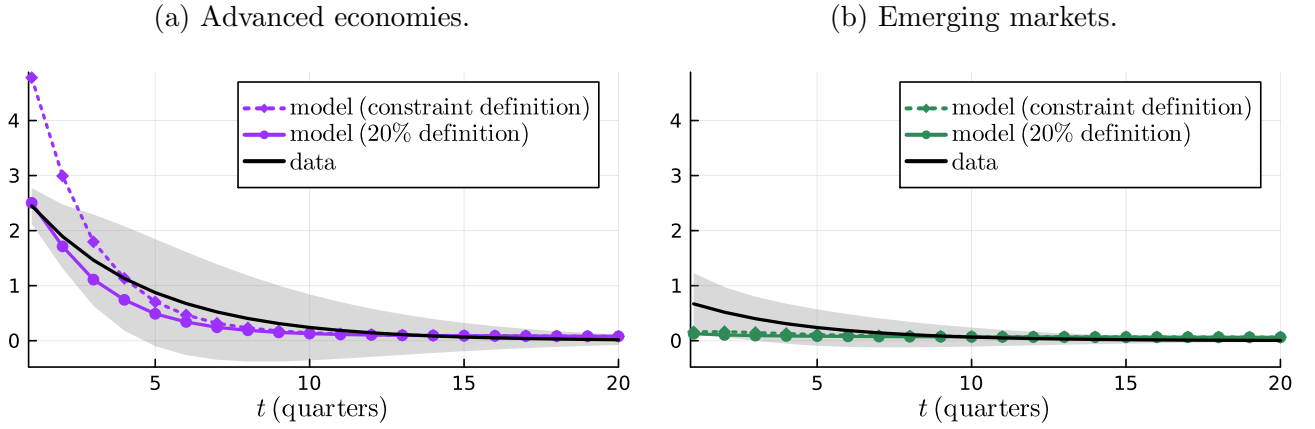 (a) Advanced economies.
model (constraint definition)
model (20% definition)
data
4
3
2
1
0
5
10
15
20
t (quarters)
(b) Emerging markets.
model (constraint definition)
model (20% definition)
data
4
3
2
1
0
5
10
15
20
t (quarters)